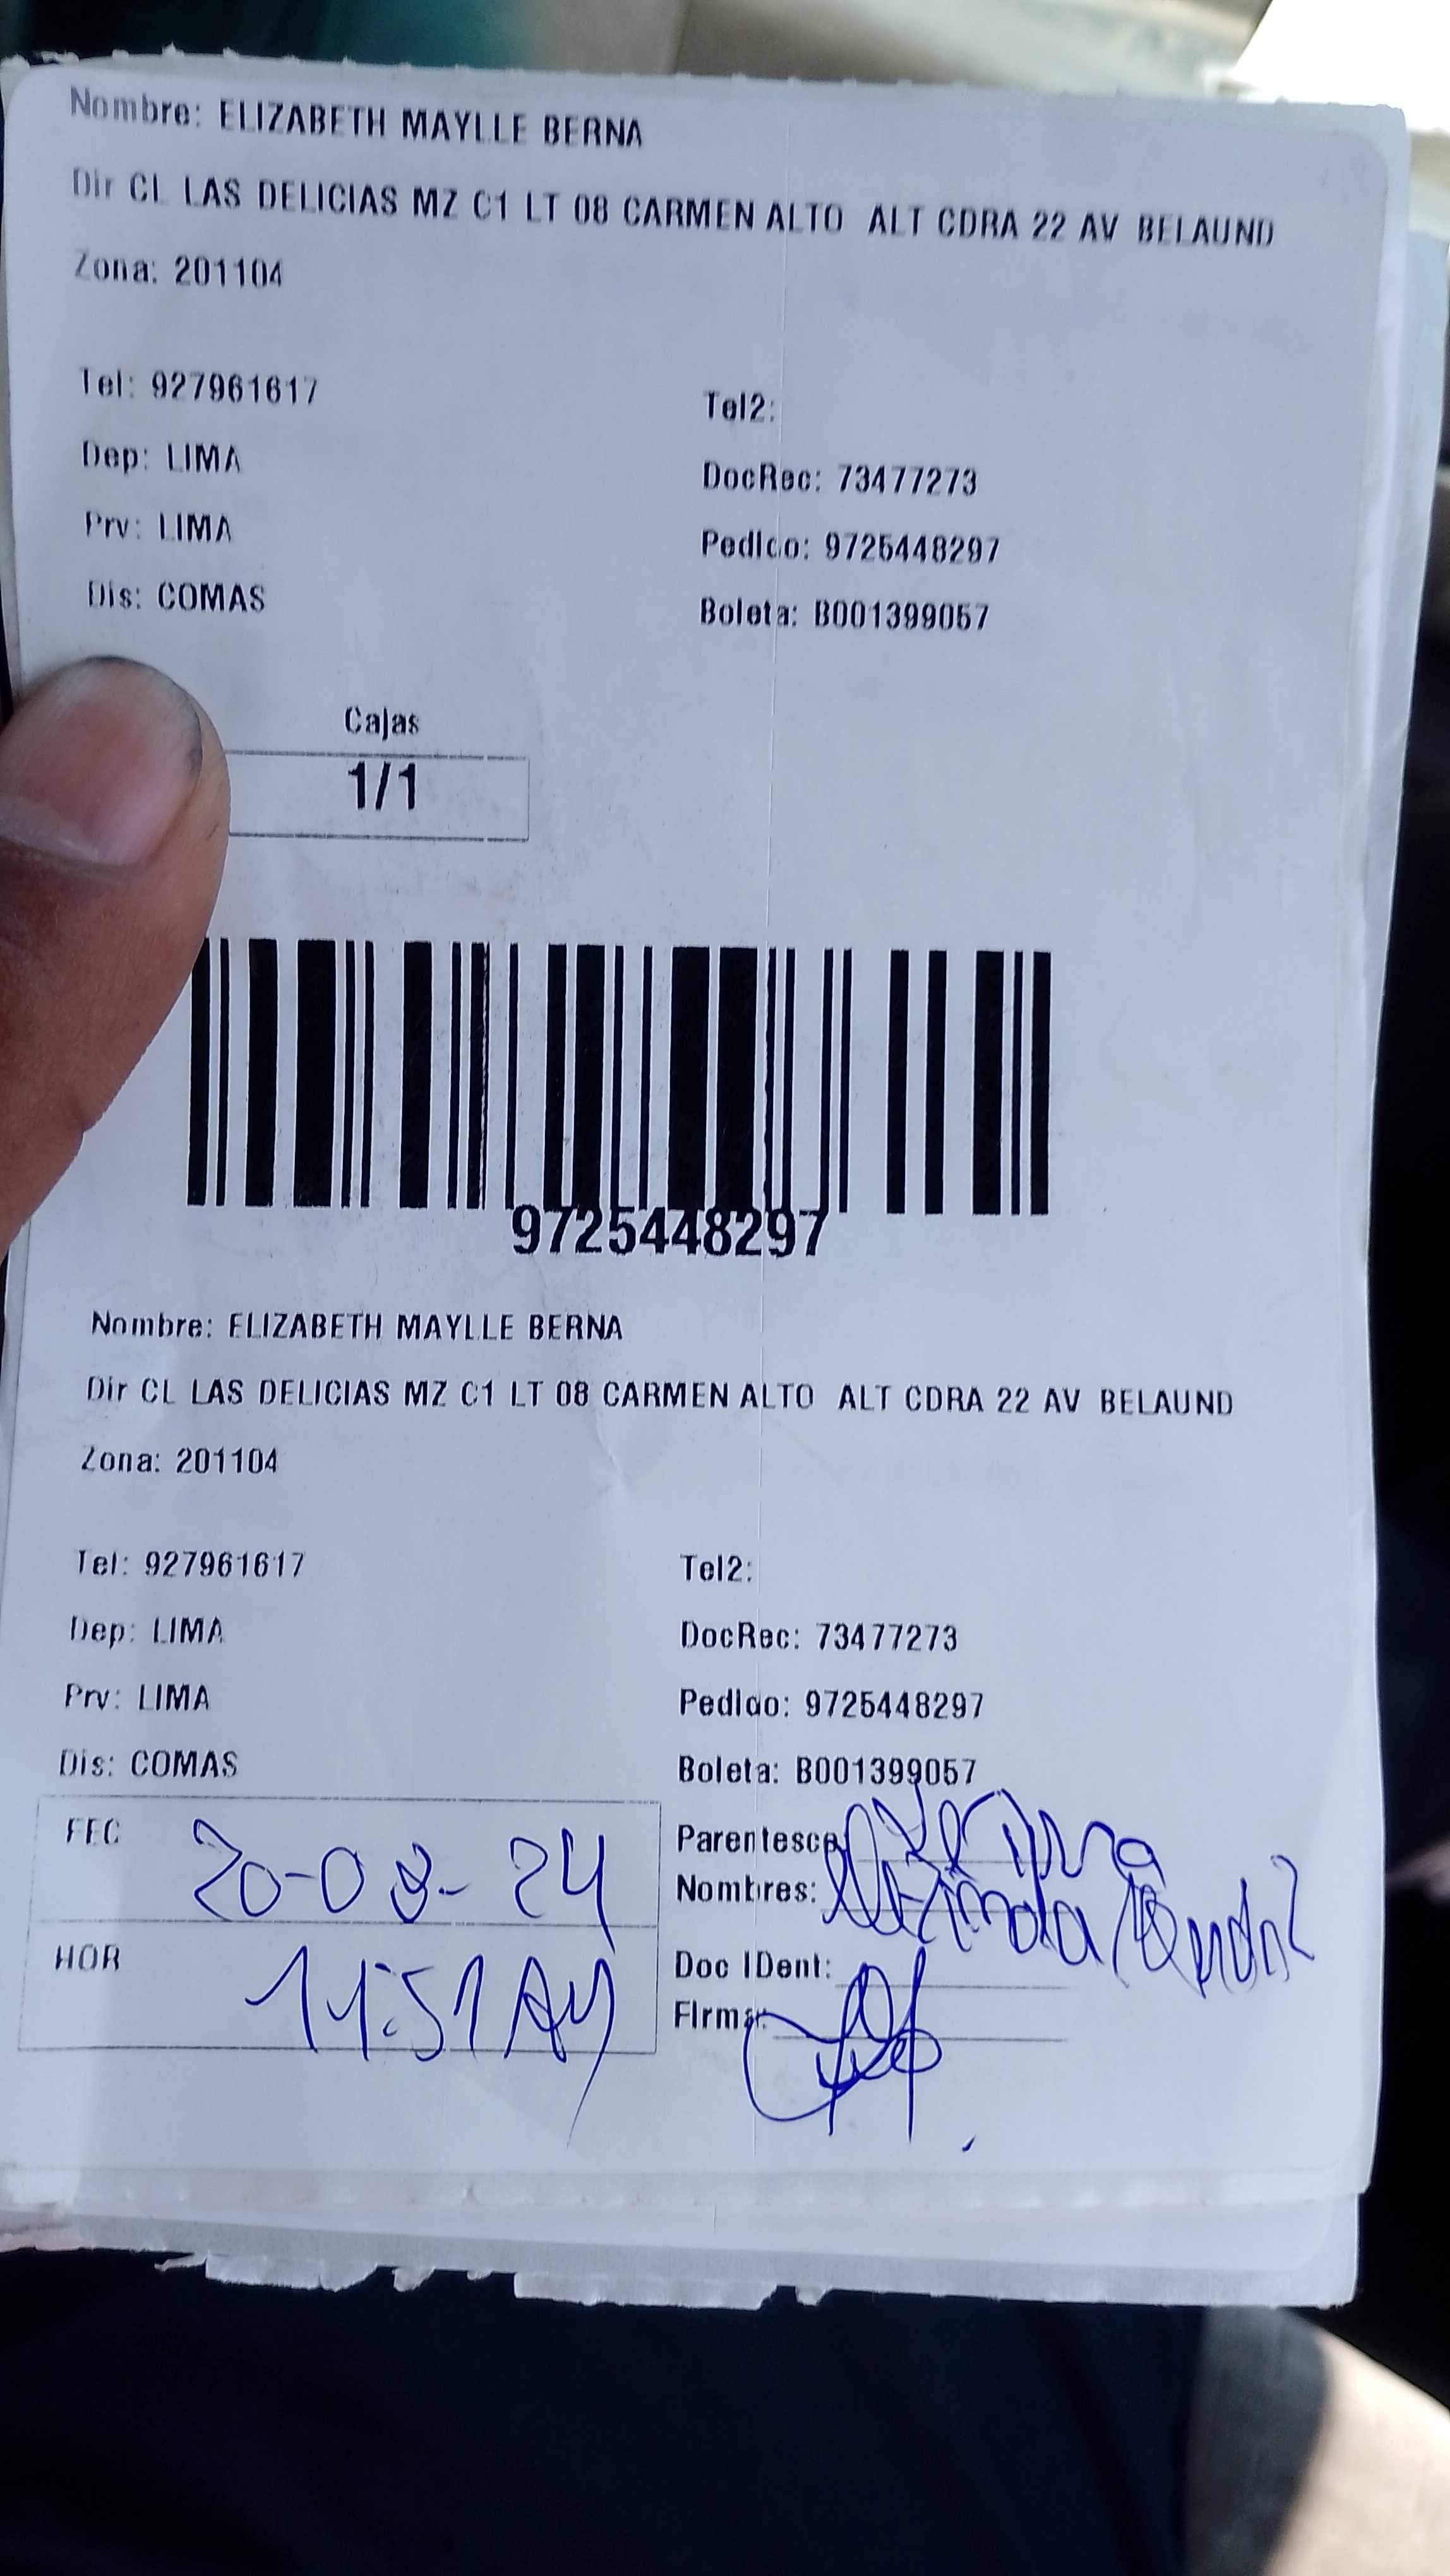 Nombre: ELIZABETH MAYLLE BERNA
Dir CL LAS DELICIAS MZ C1 LT 08 CARMEN ALTO ALT CDRA 22 AV BELAUND
Zona: 201104
Tel: 927961617 Tel2:
Dep: LIMA DocRec: 73477273
Prv: LIMA Pedido: 9725448297
Dis: COMAS Boleta: B001399057
Cajas
1/1
9725448297
Nombre: ELIZABETH MAYLLE BERNA
Dir CL LAS DELICIAS MZ C1 LT 08 CARMEN ALTO ALT CDRA 22 AV BELAUND
Zona: 201104
Tel: 927961617 Tel2:
Dep: LIMA DocRec: 73477273
Prv: LIMA Pedido: 9725448297
Dis: COMAS Boleta: B001399057
FEC 20-08-24 Parentesco
Nombres:
HOR 11:51 AM Doc IDent:
Firma: